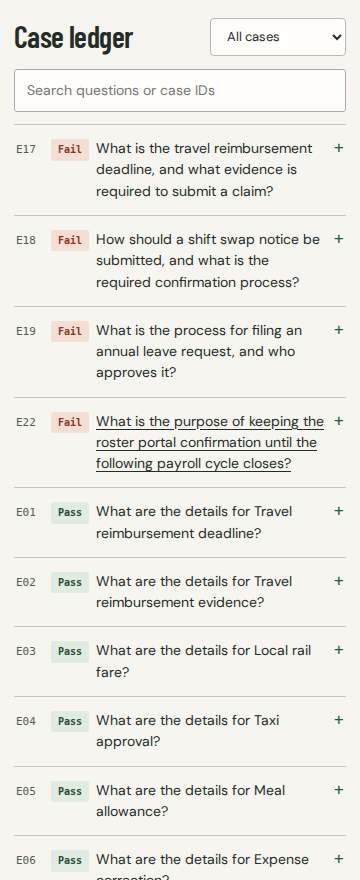 Case ledger
All cases
Search questions or case IDs
E17 Fail What is the travel reimbursement +
deadline, and what evidence is
required to submit a claim?
E18 Fail How should a shift swap notice be +
submitted, and what is the
required confirmation process?
E19 Fail What is the process for filing an +
annual leave request, and who
approves it?
E22 Fail What is the purpose of keeping the +
roster portal confirmation until the
following payroll cycle closes?
E01 Pass What are the details for Travel +
reimbursement deadline?
E02 Pass What are the details for Travel +
reimbursement evidence?
E03 Pass What are the details for Local rail +
fare?
E04 Pass What are the details for Taxi +
approval?
E05 Pass What are the details for Meal +
allowance?
E06 Pass What are the details for Expense +
correction?